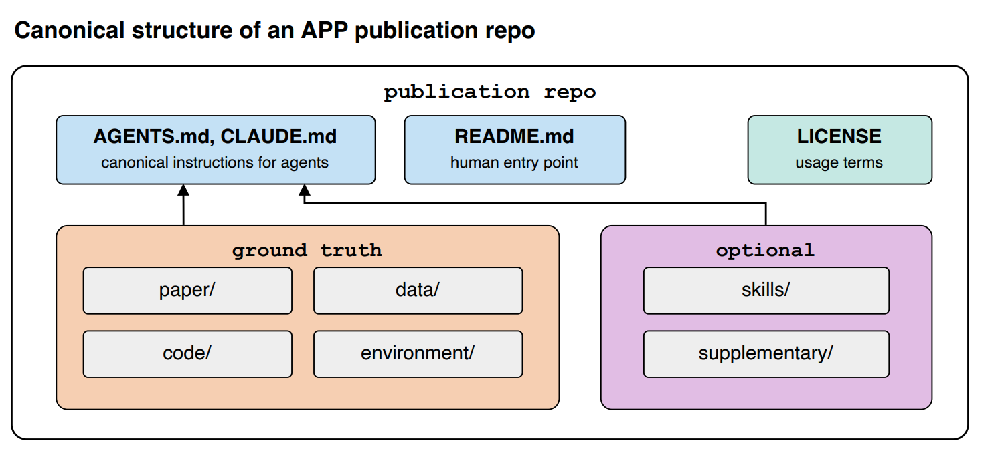 Canonical structure of an APP publication repo
publication repo
AGENTS.md, CLAUDE.md
canonical instructions for agents
README.md
human entry point
LICENSE
usage terms
ground truth
paper/
data/
code/
environment/
optional
skills/
supplementary/